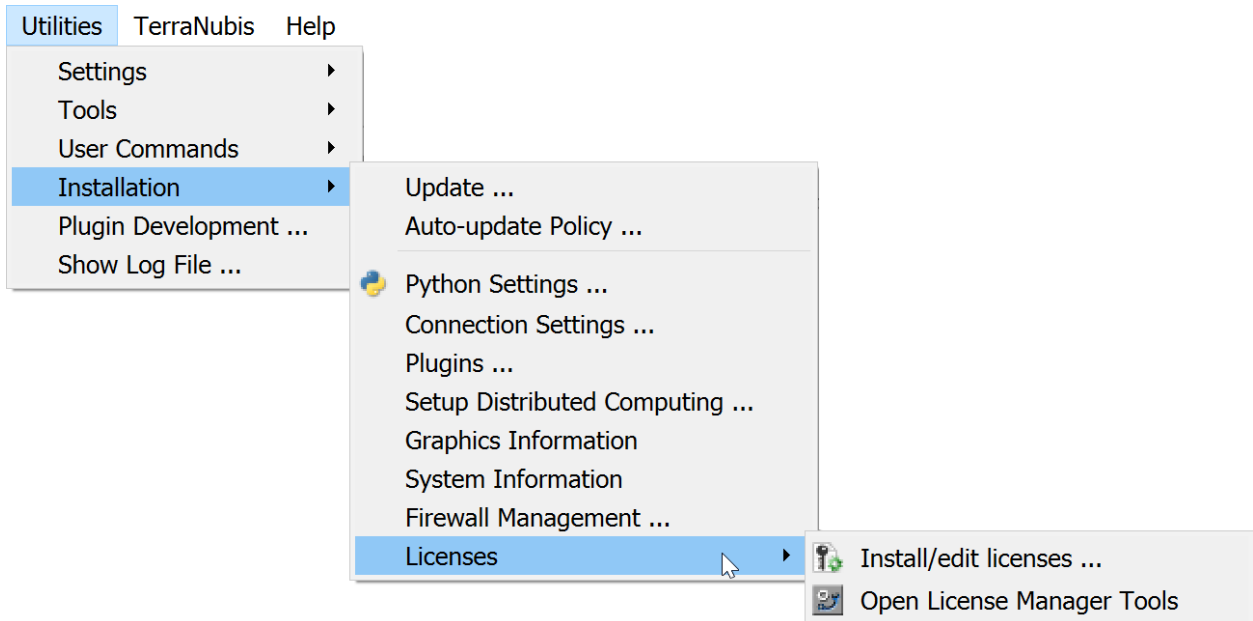 Utilities TerraNubis Help
Settings
Tools
User Commands
Installation
Plugin Development ...
Show Log File ...
Update ...
Auto-update Policy ...
Python Settings ...
Connection Settings ...
Plugins ...
Setup Distributed Computing ...
Graphics Information
System Information
Firewall Management ...
Licenses
Install/edit licenses ...
Open License Manager Tools